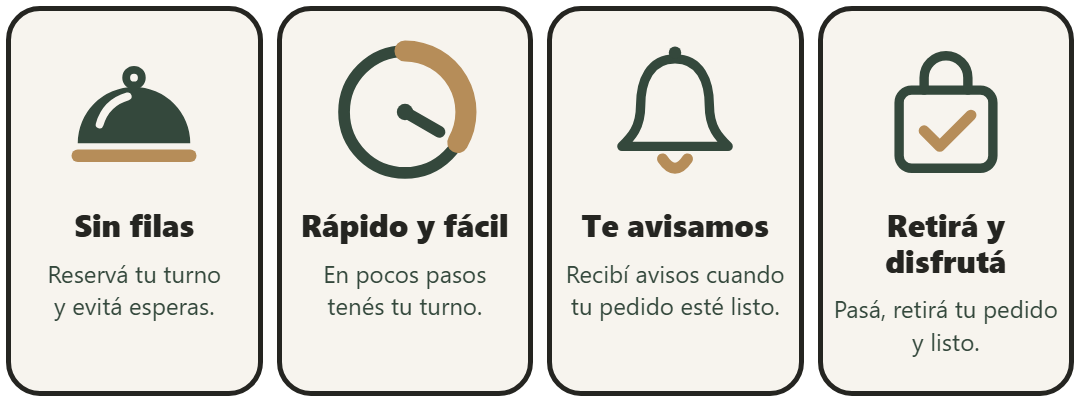 Sin filas
Reservá tu turno
y evitá esperas.
Rápido y fácil
En pocos pasos
tenés tu turno.
Te avisamos
Recibí avisos cuando
tu pedido esté listo.
Retirá y
disfrutá
Pasá, retirá tu pedido
y listo.